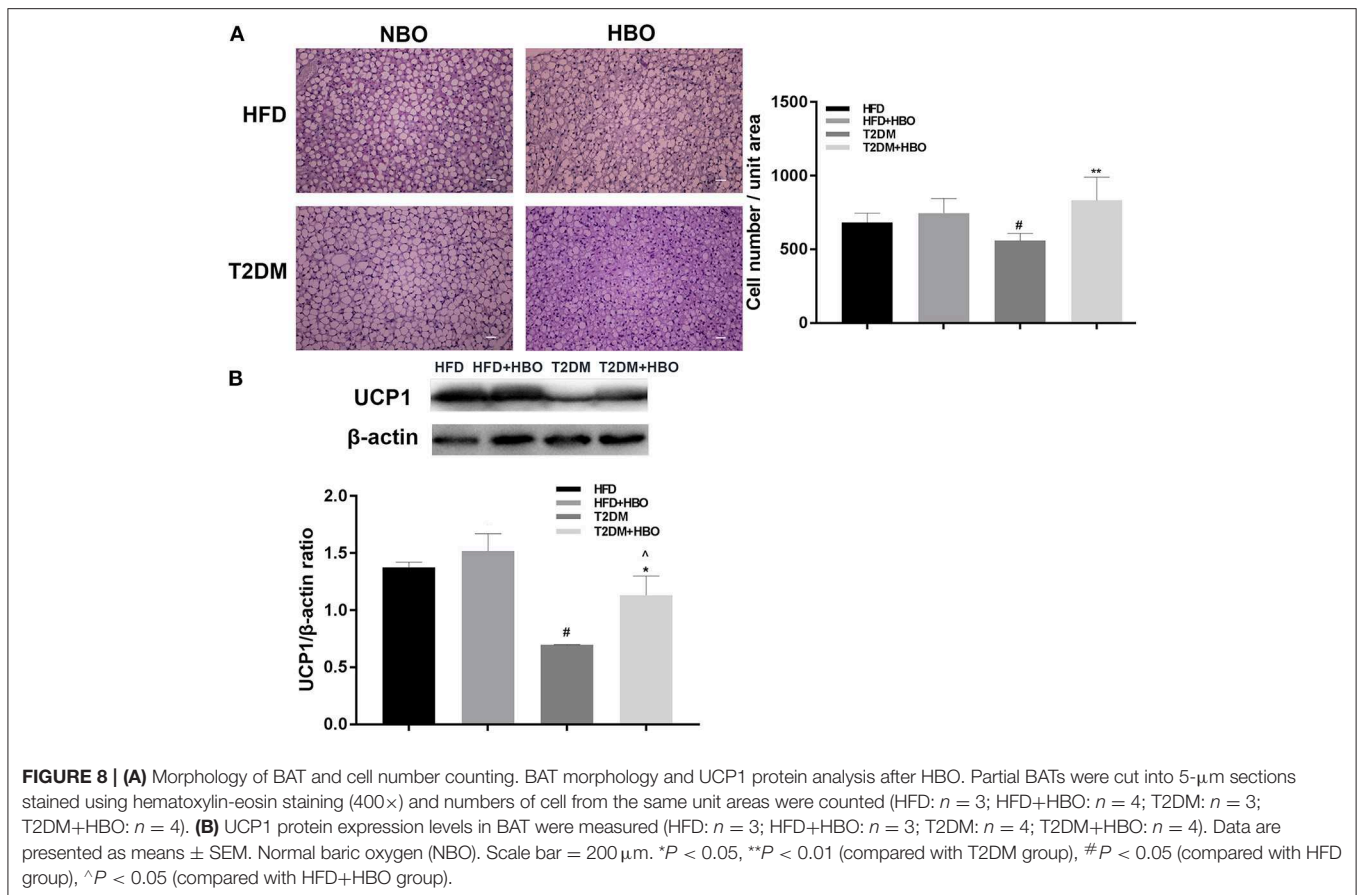 A
NBO
HBO
HFD
T2DM
Cell number / unit area
1500
1000
500
0
HFD
HFD+HBO
T2DM
T2DM+HBO
#
**
B
HFD HFD+HBO T2DM T2DM+HBO
UCP1
β-actin
UCP1/β-actin ratio
2.0
1.5
1.0
0.5
0.0
HFD
HFD+HBO
T2DM
T2DM+HBO
#
^
*
FIGURE 8 | (A) Morphology of BAT and cell number counting. BAT morphology and UCP1 protein analysis after HBO. Partial BATs were cut into 5-μm sections
stained using hematoxylin-eosin staining (400×) and numbers of cell from the same unit areas were counted (HFD: n = 3; HFD+HBO: n = 4; T2DM: n = 3;
T2DM+HBO: n = 4). (B) UCP1 protein expression levels in BAT were measured (HFD: n = 3; HFD+HBO: n = 3; T2DM: n = 4; T2DM+HBO: n = 4). Data are
presented as means ± SEM. Normal baric oxygen (NBO). Scale bar = 200 μm. *P < 0.05, **P < 0.01 (compared with T2DM group), #P < 0.05 (compared with HFD
group), ^P < 0.05 (compared with HFD+HBO group).